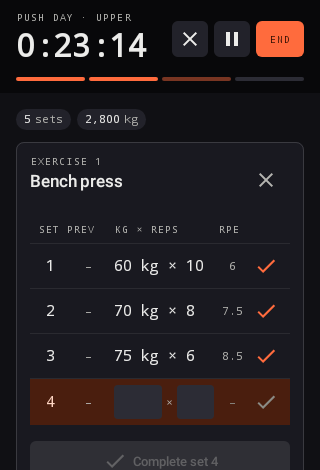 PUSH DAY · UPPER
0:23:14
END
5 sets 2,800 kg
EXERCISE 1
Bench press
SET PREV KG × REPS RPE
1 – 60 kg × 10 6
2 – 70 kg × 8 7.5
3 – 75 kg × 6 8.5
4 – × –
Complete set 4